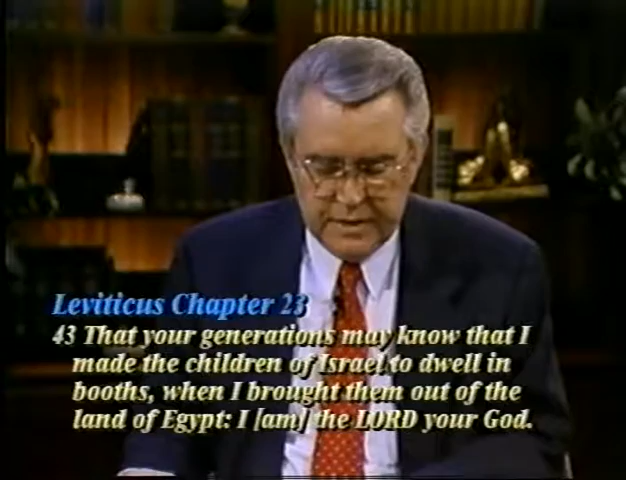 Leviticus Chapter 23
43 That your generations may know that I
made the children of Israel to dwell in
booths, when I brought them out of the
land of Egypt: I [am] the LORD your God.